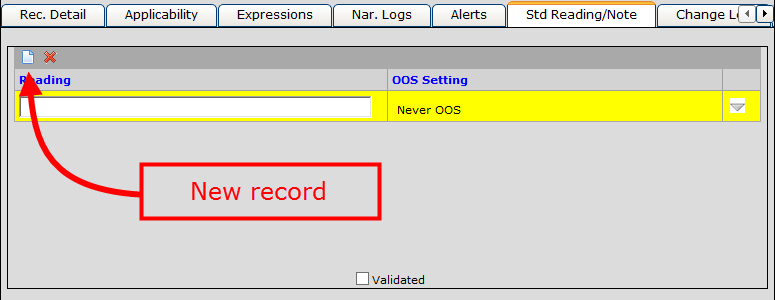 Rec. Detail Applicability Expressions Nar. Logs Alerts Std Reading/Note Change Lo
Reading OOS Setting
Never OOS
New record
Validated